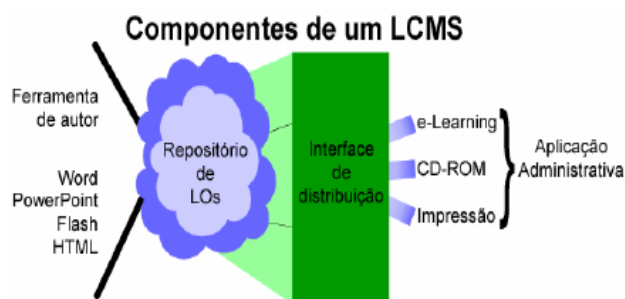 Componentes de um LCMS
Ferramenta
de autor
Word
PowerPoint
Flash
HTML
Repositório
de
LOs
Interface
de
distribuição
e-Learning
CD-ROM
Impressão
Aplicação
Administrativa